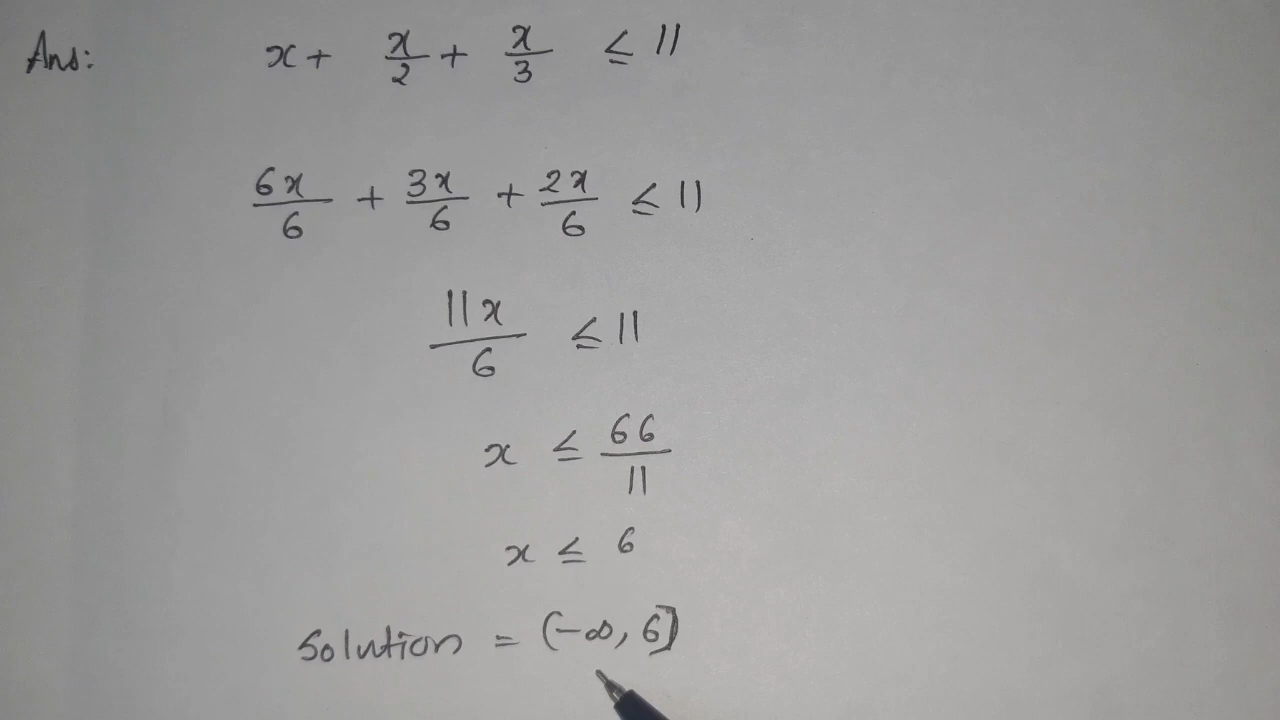 Ans: x + x/2 + x/3 ≤ 11
6x/6 + 3x/6 + 2x/6 ≤ 11
11x/6 ≤ 11
x ≤ 66/11
x ≤ 6
Solution = (-∞, 6]